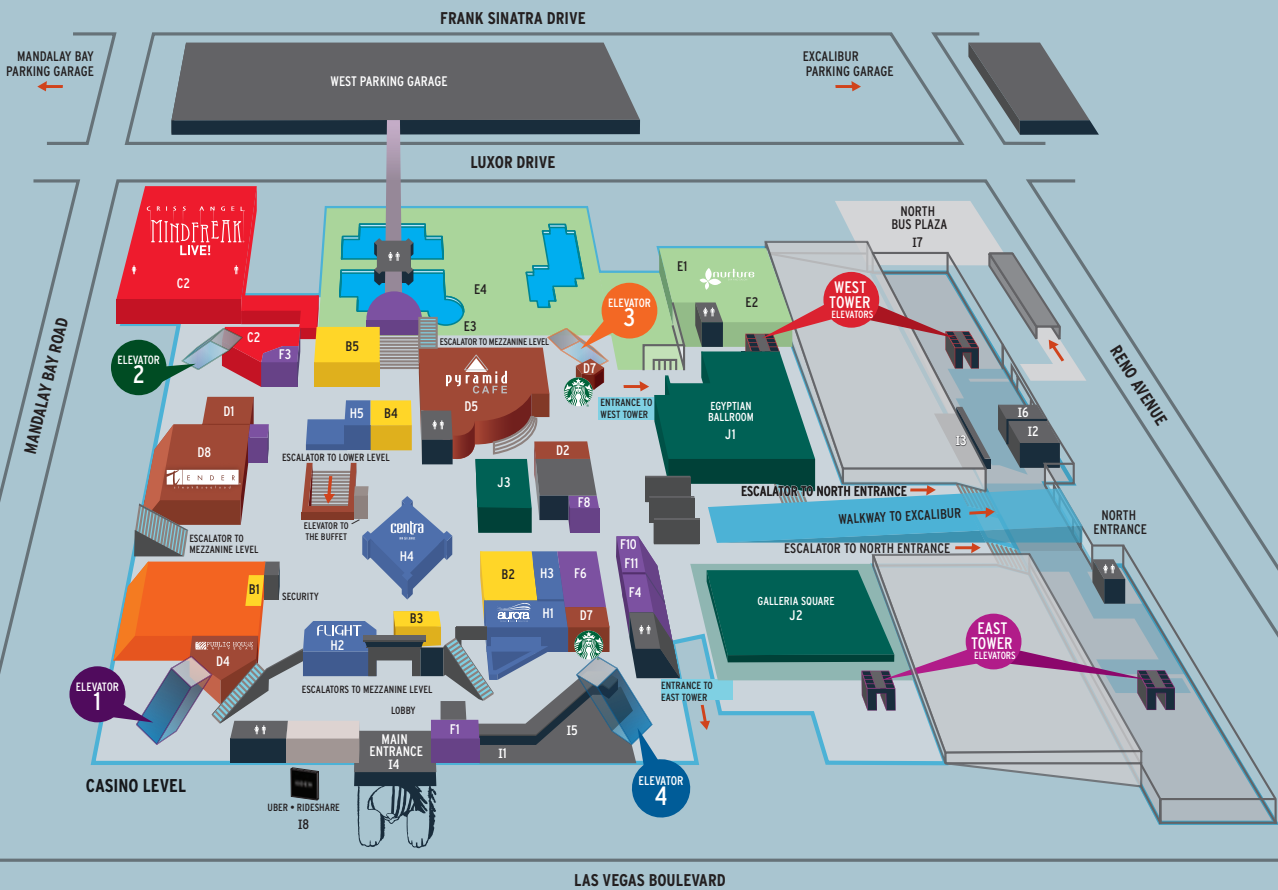 FRANK SINATRA DRIVE
MANDALAY BAY
PARKING GARAGE
WEST PARKING GARAGE
EXCALIBUR
PARKING GARAGE
LUXOR DRIVE
CRISS ANGEL
MINDFREAK
LIVE!
C2
NORTH
BUS PLAZA
I7
E4
E3
E1
nurture
E2
WEST
TOWER
ELEVATORS
ELEVATOR
3
ELEVATOR
2
C2
F3
B5
ESCALATOR TO MEZZANINE LEVEL
pyramid
CAFE
D5
D7
ENTRANCE TO
WEST TOWER
EGYPTIAN
BALLROOM
J1
MANDALAY BAY ROAD
RENO AVENUE
D1
D8
TENDER
H5
B4
ESCALATOR TO LOWER LEVEL
I6
I2
I3
D2
J3
F8
ELEVATOR TO
THE BUFFET
centra
H4
ESCALATOR TO
MEZZANINE LEVEL
ESCALATOR TO NORTH ENTRANCE
WALKWAY TO EXCALIBUR
ESCALATOR TO NORTH ENTRANCE
NORTH
ENTRANCE
B1
SECURITY
B2
H3
F6
F10
F11
F4
aurora
H1
D7
GALLERIA SQUARE
J2
EAST
TOWER
ELEVATORS
FLIGHT
H2
B3
PUBLIC HOUSE
D4
ESCALATORS TO MEZZANINE LEVEL
ENTRANCE TO
EAST TOWER
ELEVATOR
1
LOBBY
MAIN
ENTRANCE
I4
F1
I1
I5
ELEVATOR
4
CASINO LEVEL
UBER • RIDESHARE
I8
LAS VEGAS BOULEVARD